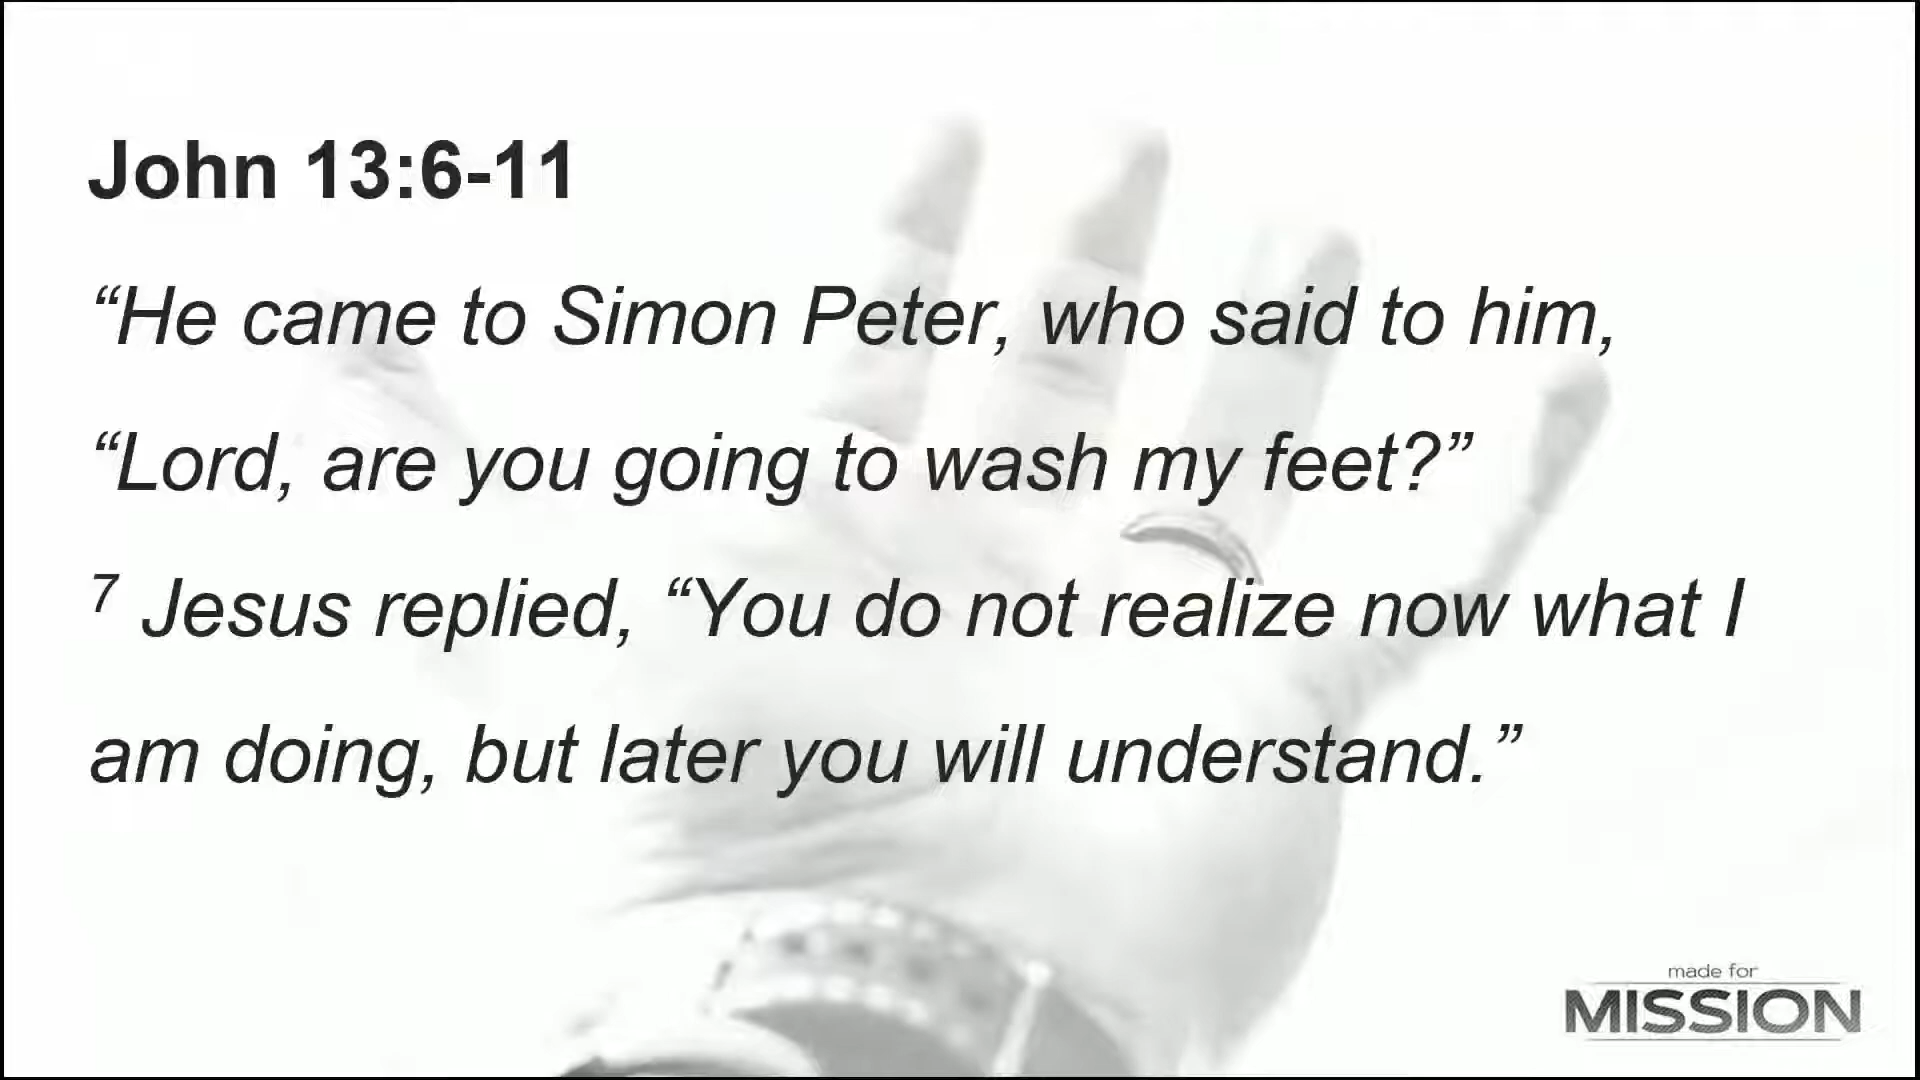 John 13:6-11
“He came to Simon Peter, who said to him,
“Lord, are you going to wash my feet?”
7 Jesus replied, “You do not realize now what I
am doing, but later you will understand.”
made for
MISSION